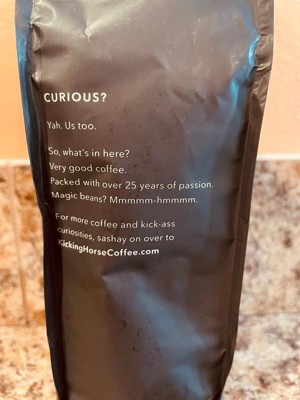 CURIOUS?
Yah. Us too.
So, what's in here?
Very good coffee.
Packed with over 25 years of passion.
Magic beans? Mmmmm-hmmmm.
For more coffee and kick-ass
curiosities, sashay on over to
KickingHorseCoffee.com